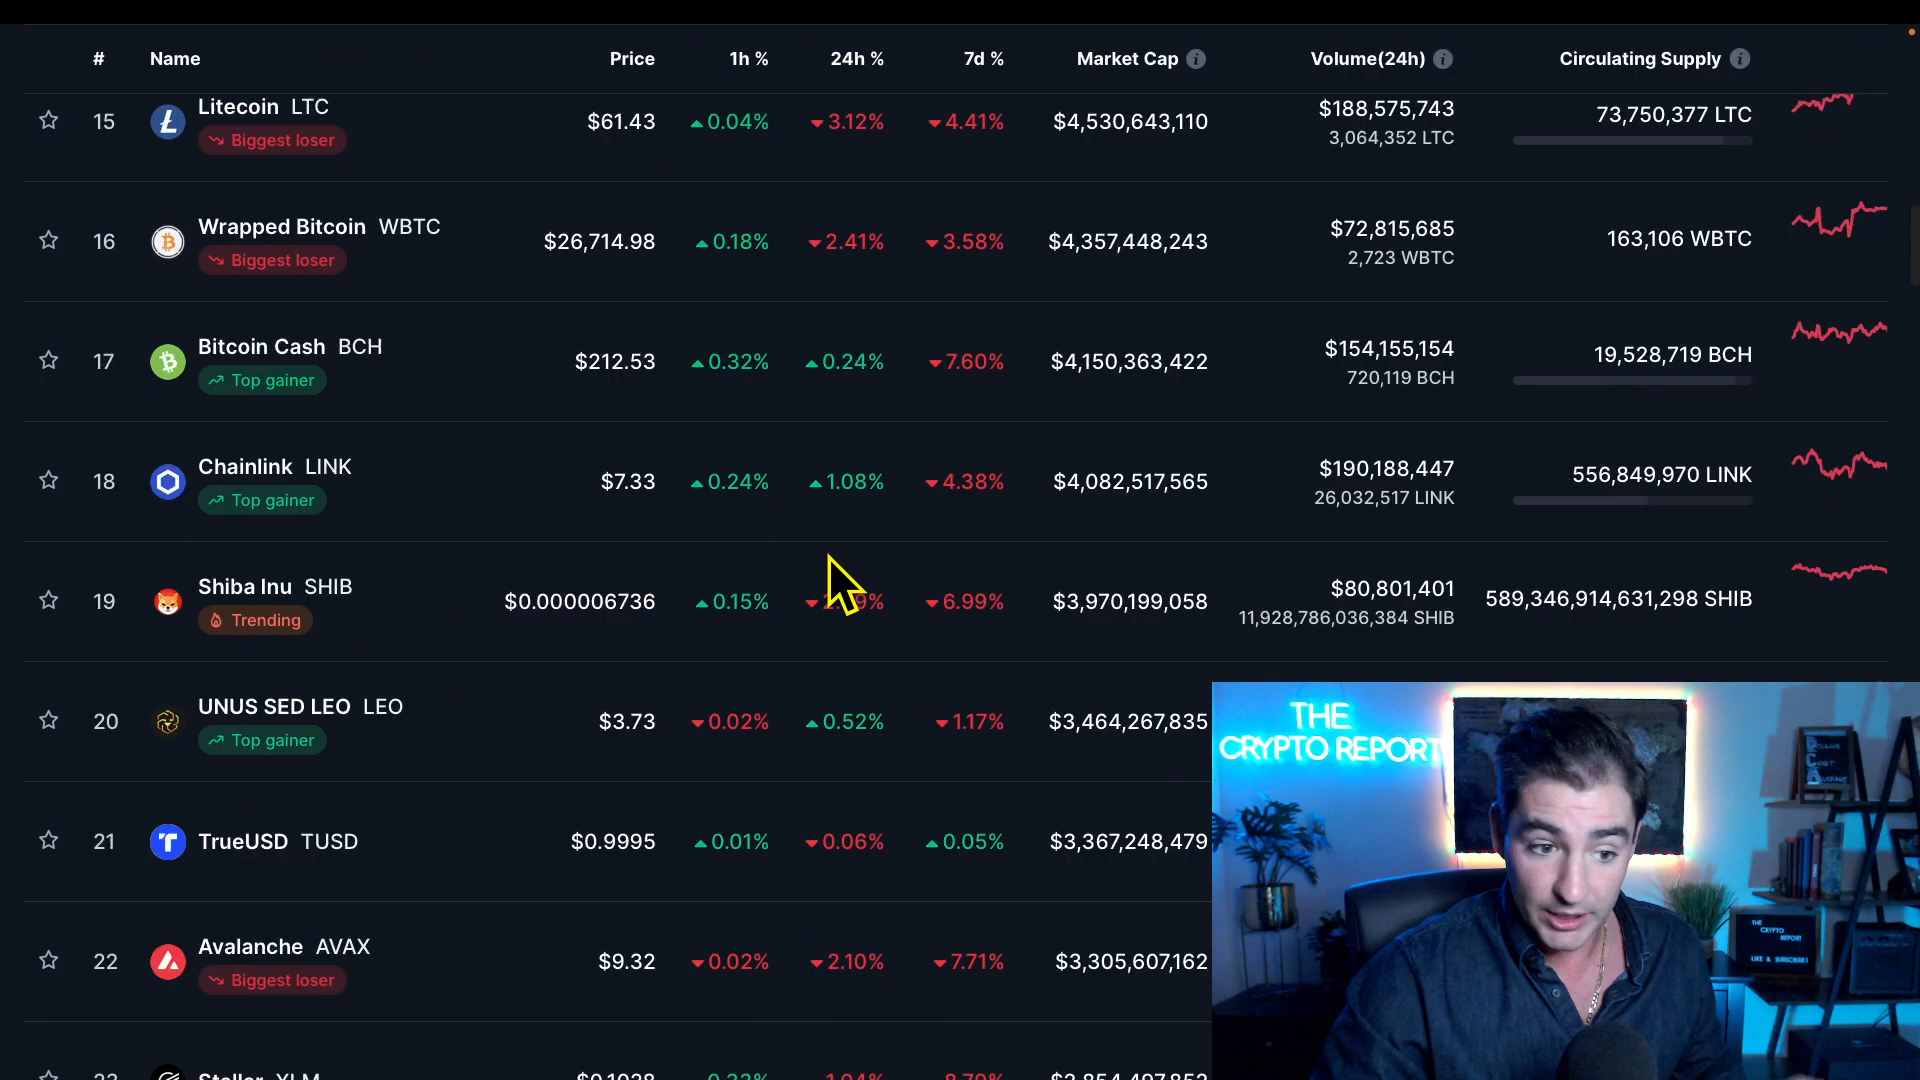 # Name Price 1h % 24h % 7d % Market Cap Volume(24h) Circulating Supply
15 Litecoin LTC $61.43 0.04% 3.12% 4.41% $4,530,643,110 $188,575,743 73,750,377 LTC
Biggest loser 3,064,352 LTC
16 Wrapped Bitcoin WBTC $26,714.98 0.18% 2.41% 3.58% $4,357,448,243 $72,815,685 163,106 WBTC
Biggest loser 2,723 WBTC
17 Bitcoin Cash BCH $212.53 0.32% 0.24% 7.60% $4,150,363,422 $154,155,154 19,528,719 BCH
Top gainer 720,119 BCH
18 Chainlink LINK $7.33 0.24% 1.08% 4.38% $4,082,517,565 $190,188,447 556,849,970 LINK
Top gainer 26,032,517 LINK
19 Shiba Inu SHIB $0.000006736 0.15% 6.99% $3,970,199,058 $80,801,401 589,346,914,631,298 SHIB
Trending 11,928,786,036,384 SHIB
20 UNUS SED LEO LEO $3.73 0.02% 0.52% 1.17% $3,464,267,835
Top gainer
21 TrueUSD TUSD $0.9995 0.01% 0.06% 0.05% $3,367,248,479
22 Avalanche AVAX $9.32 0.02% 2.10% 7.71% $3,305,607,162
Biggest loser
Stellar XLM
THE
CRYPTO REPORT
DOLLAR
COST
AVERAGE
THE
CRYPTO
REPORT
LIKE & SUBSCRIBE!